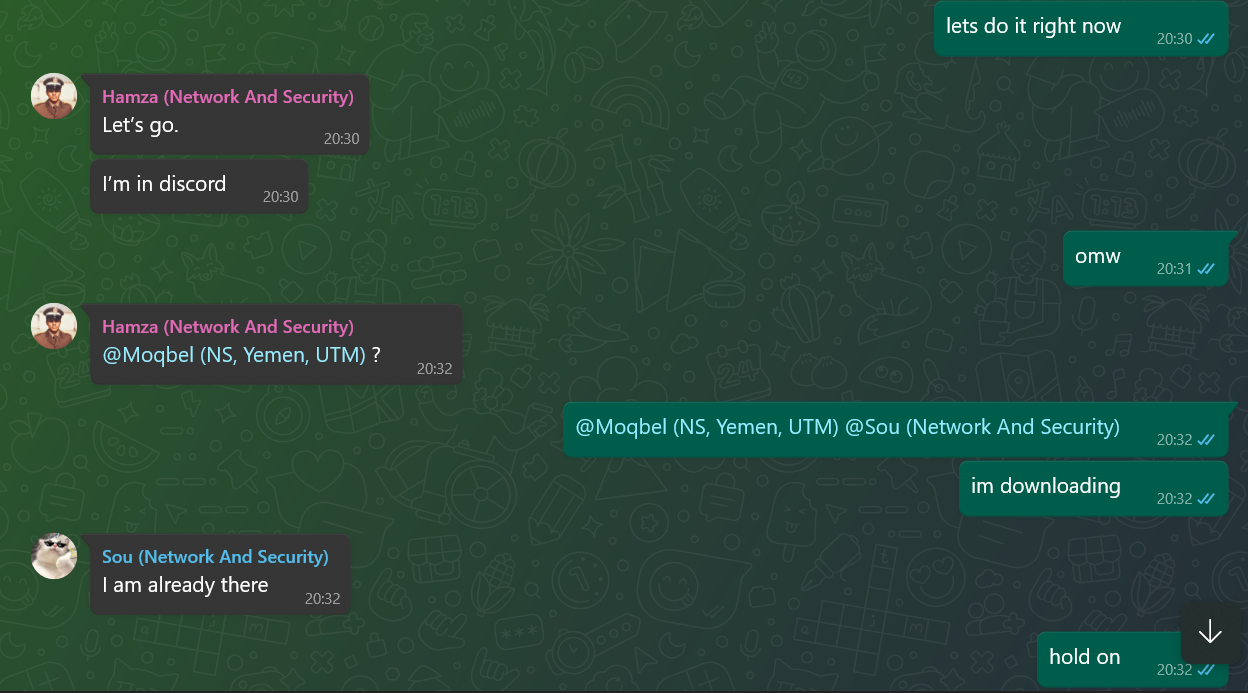 lets do it right now
20:30
Hamza (Network And Security)
Let’s go.
20:30
I’m in discord
20:30
omw
20:31
Hamza (Network And Security)
@Moqbel (NS, Yemen, UTM) ?
20:32
@Moqbel (NS, Yemen, UTM) @Sou (Network And Security)
20:32
im downloading
20:32
Sou (Network And Security)
I am already there
20:32
hold on
20:32